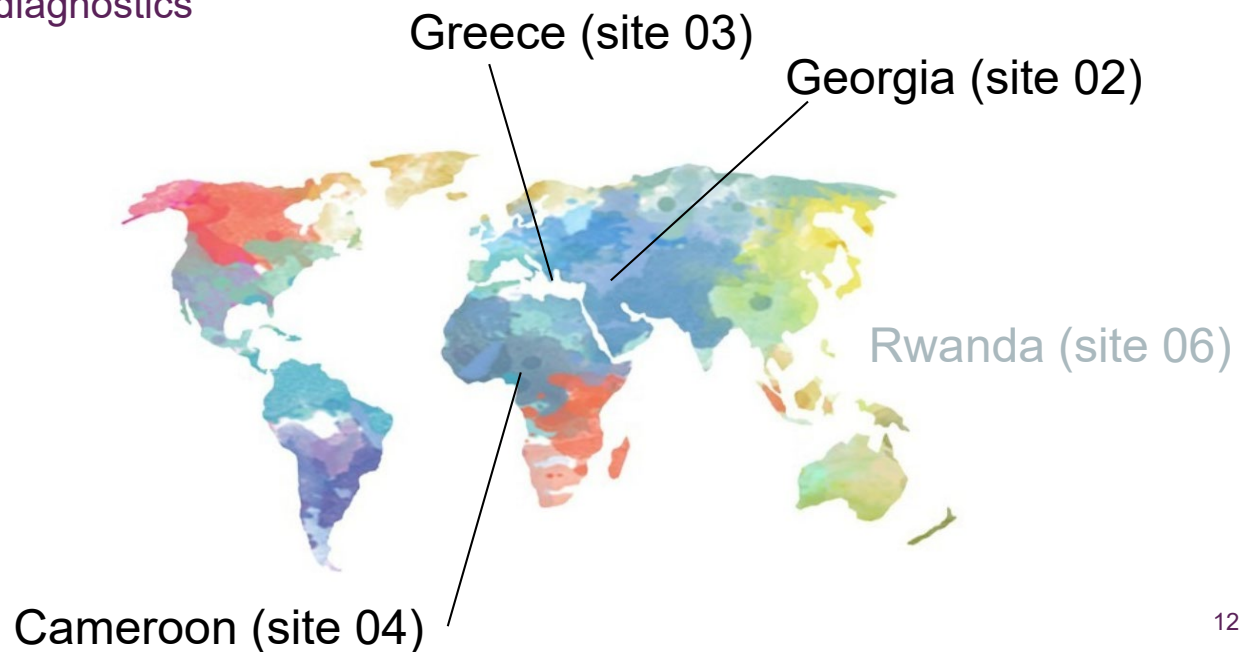 diagnostics
Greece (site 03)
Georgia (site 02)
Rwanda (site 06)
Cameroon (site 04)
12